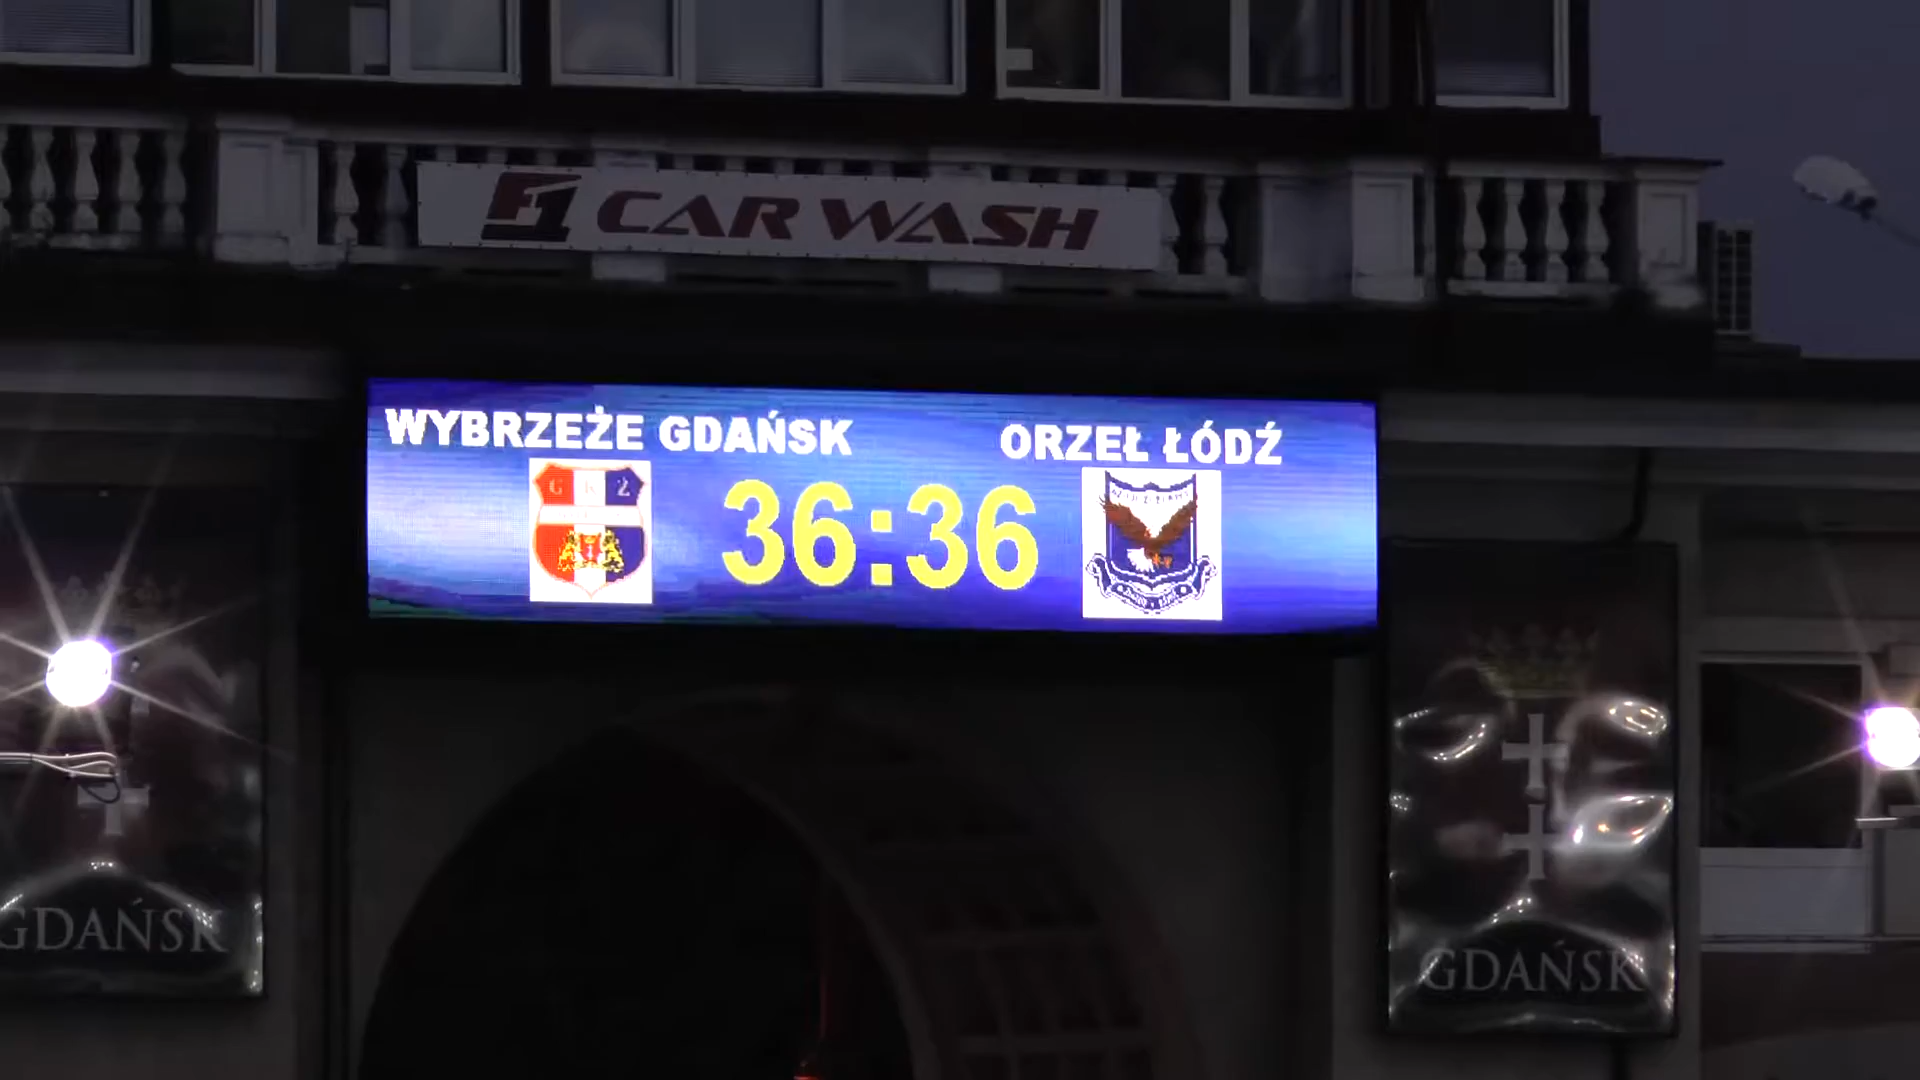 F1 CAR WASH
WYBRZEŻE GDAŃSK
ORZEŁ ŁÓDŹ
G K Ż
36:36
GDAŃSK
GDAŃSK